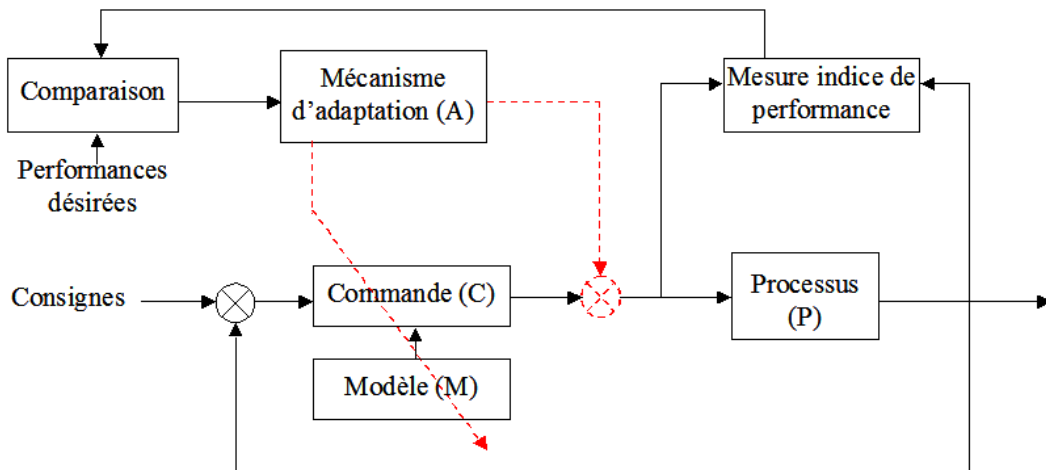 Comparaison
Mécanisme
d'adaptation (A)
Mesure indice de
performance
Performances
désirées
Consignes
Commande (C)
Processus
(P)
Modèle (M)